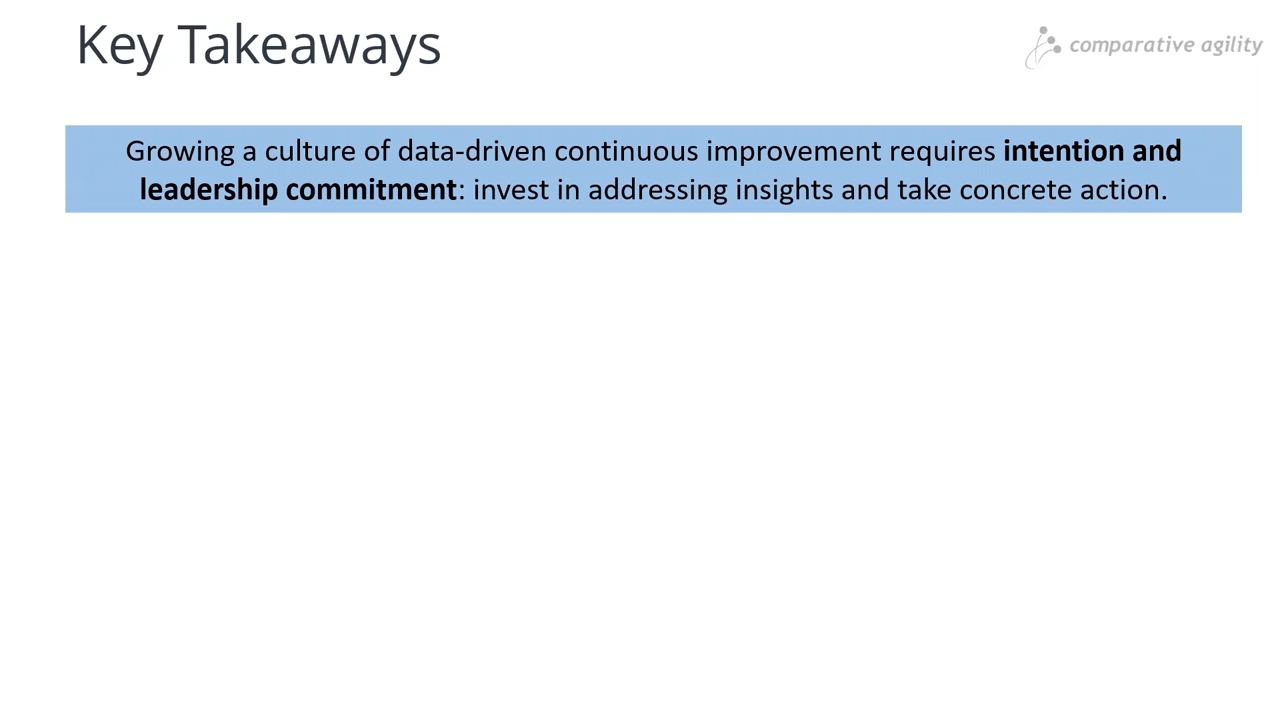 Key Takeaways
comparative agility
Growing a culture of data-driven continuous improvement requires intention and
leadership commitment: invest in addressing insights and take concrete action.